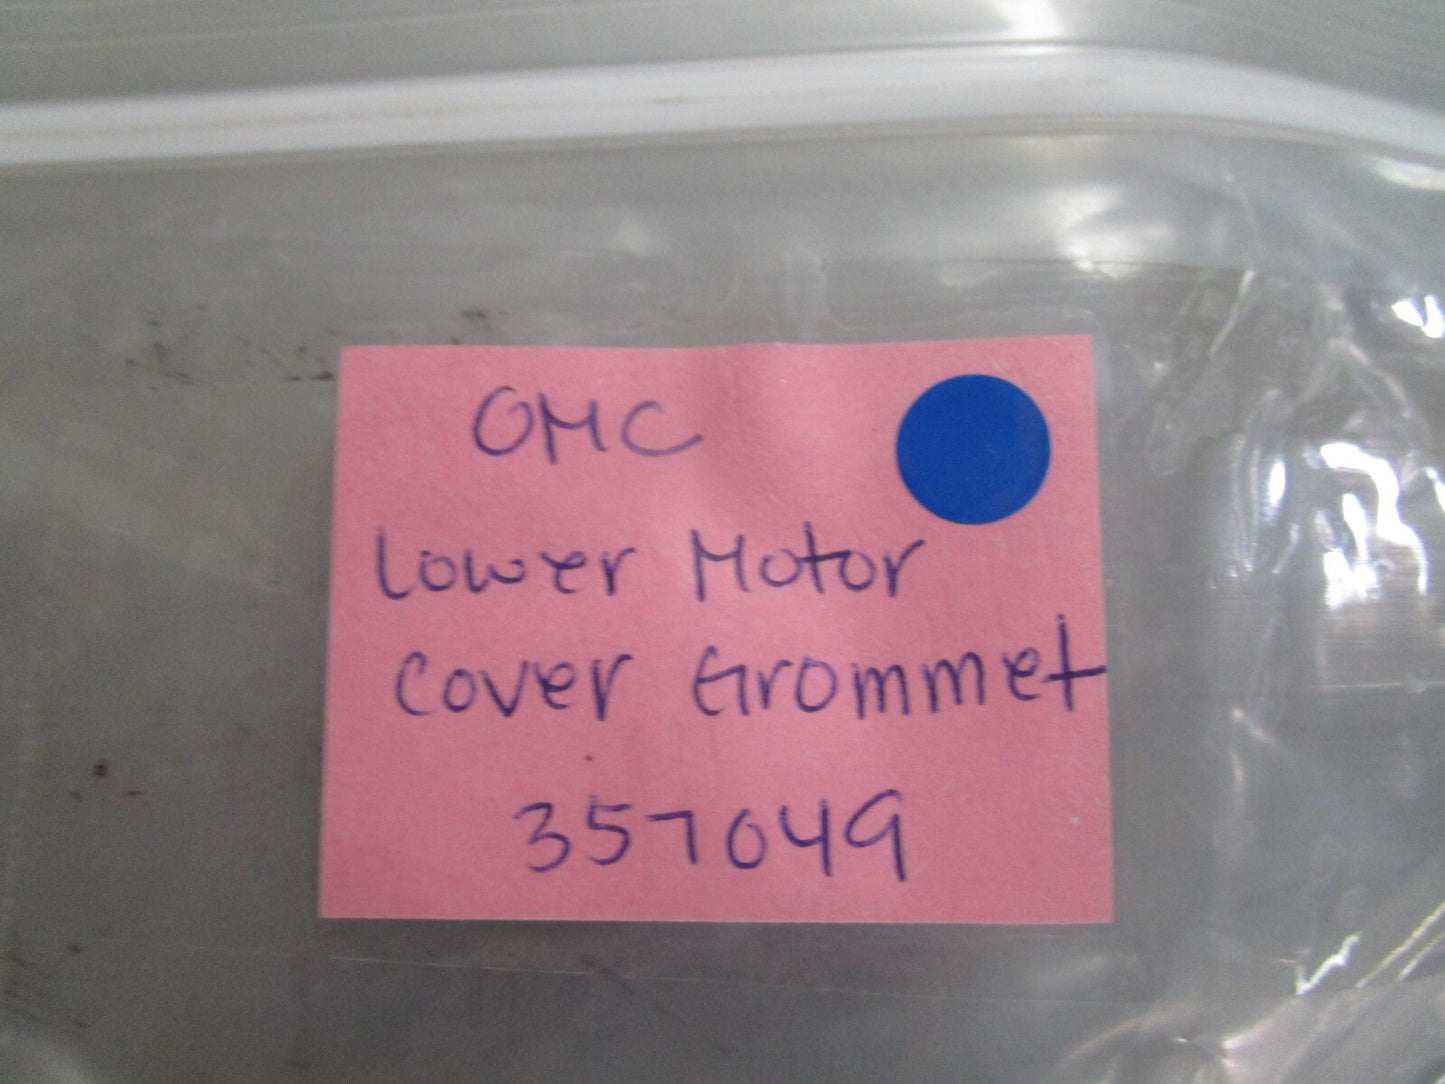 OMC
Lower Motor
Cover Grommet
357049